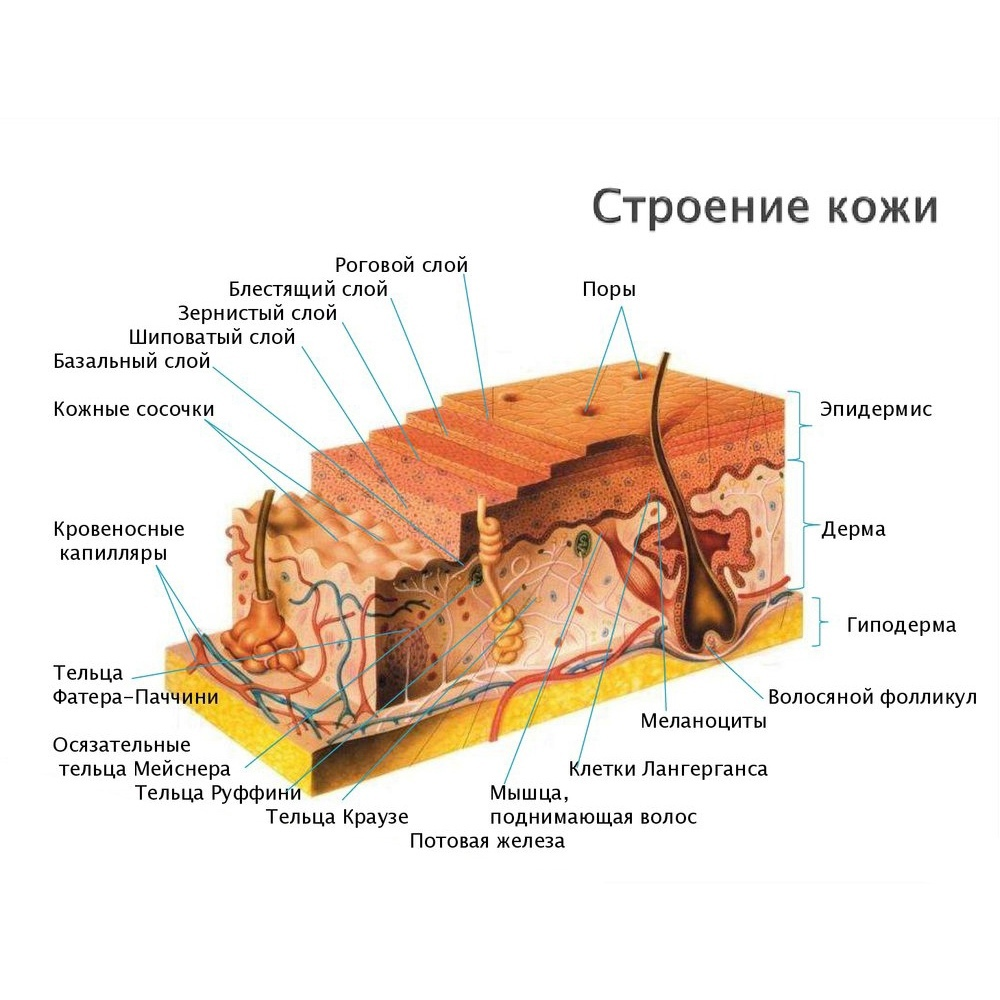 Строение кожи
Роговой слой
Блестящий слой
Поры
Зернистый слой
Шиповатый слой
Базальный слой
Кожные сосочки
Эпидермис
Кровеносные
капилляры
Дерма
Гиподерма
Тельца
Фатера-Паччини
Волосяной фолликул
Меланоциты
Осязательные
тельца Мейснера
Клетки Лангерганса
Тельца Руффини
Мышца,
поднимающая волос
Тельца Краузе
Потовая железа